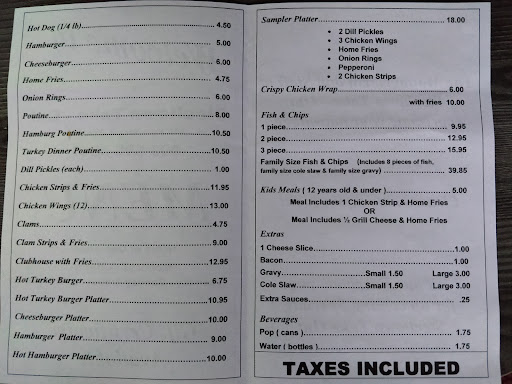 Hot Dog (1/4 lb)............4.50
Hamburger............5.00
Cheeseburger............6.00
Home Fries............4.75
Onion Rings............6.00
Poutine............8.00
Hamburg Poutine............10.50
Turkey Dinner Poutine............10.50
Dill Pickles (each)............1.00
Chicken Strips & Fries............11.95
Chicken Wings (12)............13.00
Clams............4.75
Clam Strips & Fries............9.00
Clubhouse with Fries............12.95
Hot Turkey Burger............6.75
Hot Turkey Burger Platter............10.95
Cheeseburger Platter............10.00
Hamburger Platter............9.00
Hot Hamburger Platter............10.00
Sampler Platter............18.00
• 2 Dill Pickles
• 3 Chicken Wings
• Home Fries
• Onion Rings
• Pepperoni
• 2 Chicken Strips
Crispy Chicken Wrap............6.00
with fries 10.00
Fish & Chips
1 piece............9.95
2 piece............12.95
3 piece............15.95
Family Size Fish & Chips (Includes 8 pieces of fish,
family size cole slaw & family size gravy)............39.85
Kids Meals ( 12 years old & under )............5.00
Meal Includes 1 Chicken Strip & Home Fries
OR
Meal Includes ½ Grill Cheese & Home Fries
Extras
1 Cheese Slice............1.00
Bacon............1.00
Gravy............Small 1.50 Large 3.00
Cole Slaw............Small 1.50 Large 3.00
Extra Sauces.............25
Beverages
Pop ( cans )............1.75
Water ( bottles )............1.75
TAXES INCLUDED